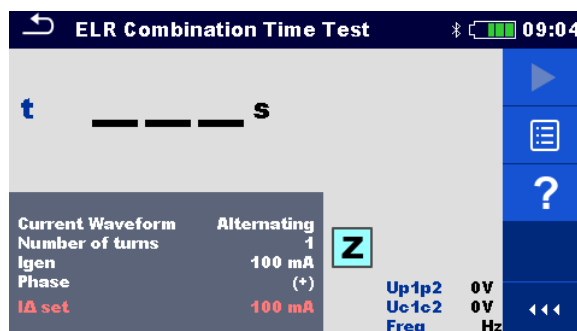 ELR Combination Time Test 09:04
t _ _ _ s
?
Current Waveform Alternating
Number of turns 1
Igen 100 mA
Phase (+)
IΔ set 100 mA
Z
Up1p2 0V
Uc1c2 0V
Freq Hz